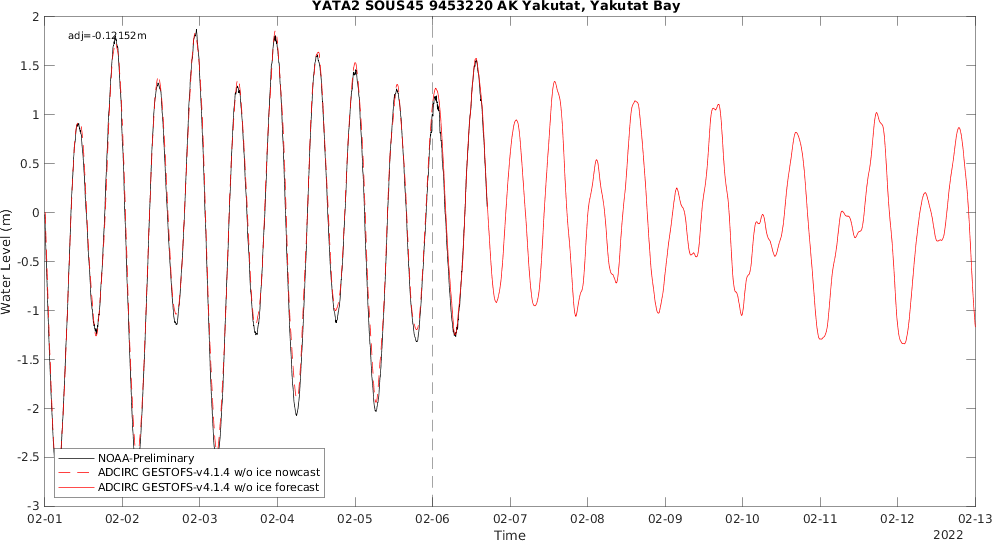 YATA2 SOUS45 9453220 AK Yakutat, Yakutat Bay
adj=-0.12152m
2
1.5
1
0.5
0
-0.5
-1
-1.5
-2
-2.5
-3
Water Level (m)
NOAA-Preliminary
ADCIRC GESTOFS-v4.1.4 w/o ice nowcast
ADCIRC GESTOFS-v4.1.4 w/o ice forecast
02-01 02-02 02-03 02-04 02-05 02-06 02-07 02-08 02-09 02-10 02-11 02-12 02-13
Time
2022